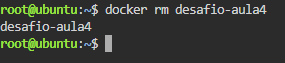 root@ubuntu:~$ docker rm desafio-aula4
desafio-aula4
root@ubuntu:~$